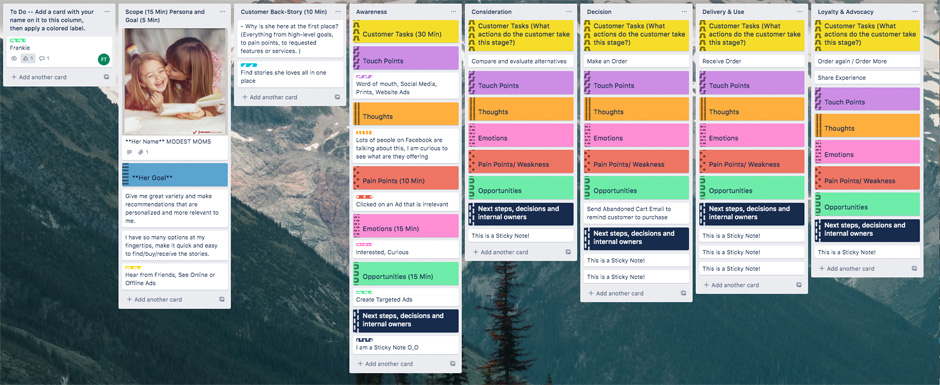 To Do -- Add a card with your
name on it to this column,
then apply a colored label.
Frankie
1
1
FT
+ Add another card
Scope (15 Min) Persona and
Goal (5 Min)
**Her Name** MODEST MOMS
1
**Her Goal**
Give me great variety and make
recommendations that are
personalized and more relevant to
me.
I have so many options at my
fingertips, make it quick and easy
to find/buy/receive the stories.
Hear from Friends, See Online or
Offline Ads
+ Add another card
Customer Back-Story (10 Min)
- Why is she here at the first place?
(Everything from high-level goals,
to pain points, to requested
features or services. )
Find stories she loves all in one
place
+ Add another card
Awareness
Customer Tasks (30 Min)
Touch Points
Word of mouth, Social Media,
Prints, Website Ads
Thoughts
Lots of people on Facebook are
talking about this, I am curious to
see what are they offering
Pain Points (10 Min)
Clicked on an Ad that is irrelevant
Emotions (15 Min)
Interested, Curious
Opportunities (15 Min)
Create Targeted Ads
Next steps, decisions and
internal owners
I am a Sticky Note O_O
+ Add another card
Consideration
Customer Tasks (What
actions do the customer take
this stage?)
Compare and evaluate alternatives
Touch Points
Thoughts
Emotions
Pain Points/ Weakness
Opportunities
Next steps, decisions and
internal owners
This is a Sticky Note!
+ Add another card
Decision
Customer Tasks (What
actions do the customer take
this stage?)
Make an Order
Touch Points
Thoughts
Emotions
Pain Points/ Weakness
Opportunities
Send Abandoned Cart Email to
remind customer to purchase
Next steps, decisions and
internal owners
This is a Sticky Note!
This is a Sticky Note!
+ Add another card
Delivery & Use
Customer Tasks (What
actions do the customer take
this stage?)
Receive Order
Touch Points
Thoughts
Emotions
Pain Points/ Weakness
Opportunities
Next steps, decisions and
internal owners
This is a Sticky Note!
This is a Sticky Note!
This is a Sticky Note!
+ Add another card
Loyalty & Advocacy
Customer Tasks (What
actions do the customer take
this stage?)
Order again / Order More
Share Experience
Touch Points
Thoughts
Emotions
Pain Points/ Weakness
Opportunities
Next steps, decisions and
internal owners
This is a Sticky Note!
+ Add another card